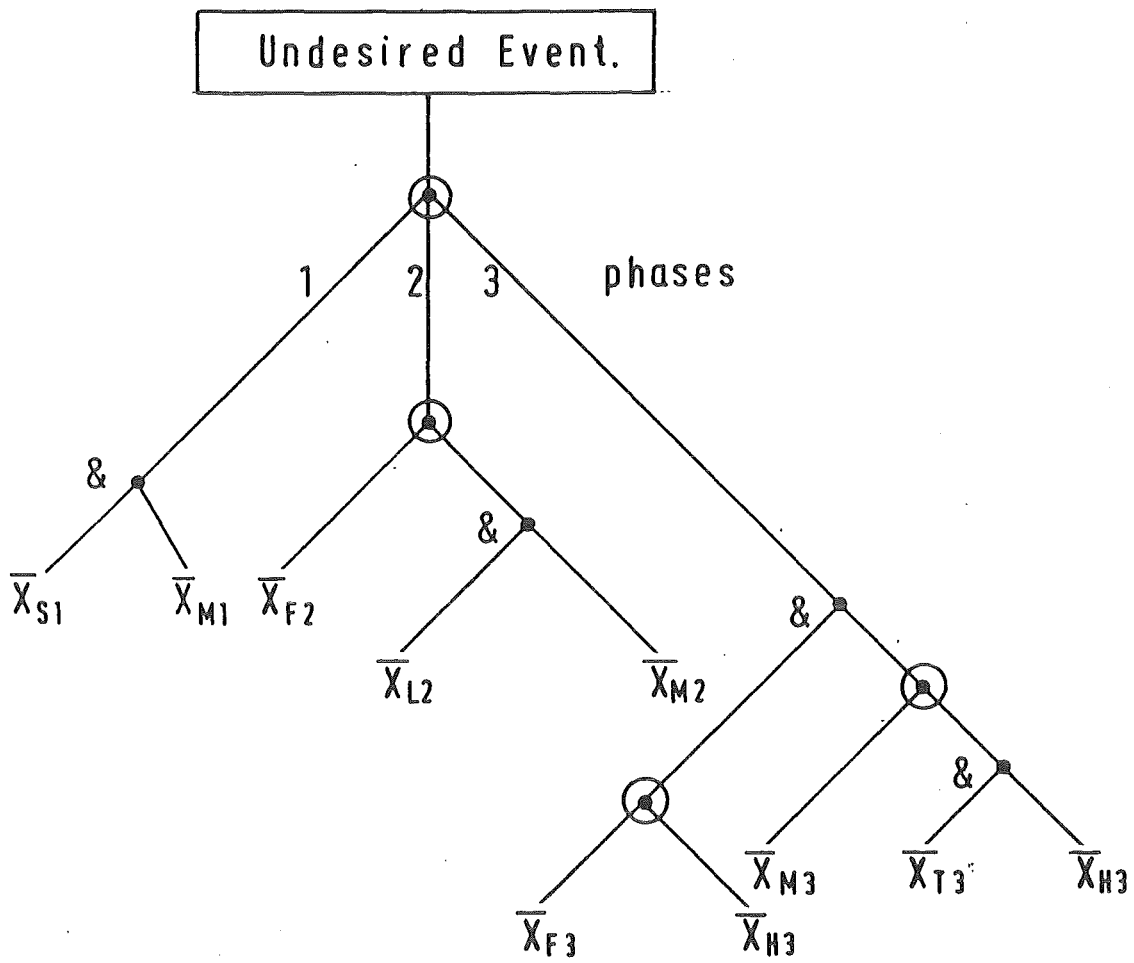 Undesired Event.
1 2 3 phases
& 
&
X̅S1 X̅M1 X̅F2
&
X̅L2 X̅M2
&
X̅M3 X̅T3 X̅H3
X̅F3 X̅H3